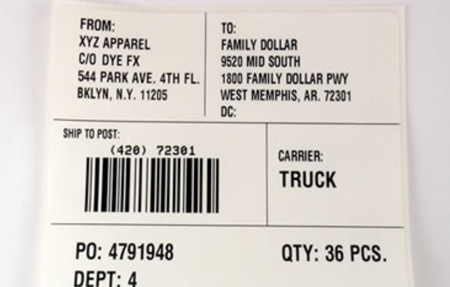 FROM:
XYZ APPAREL
C/O DYE FX
544 PARK AVE. 4TH FL.
BKLYN, N.Y. 11205
TO:
FAMILY DOLLAR
9520 MID SOUTH
1800 FAMILY DOLLAR PWY
WEST MEMPHIS, AR. 72301
DC:
SHIP TO POST:
(420) 72301
CARRIER:
TRUCK
PO: 4791948
QTY: 36 PCS.
DEPT: 4